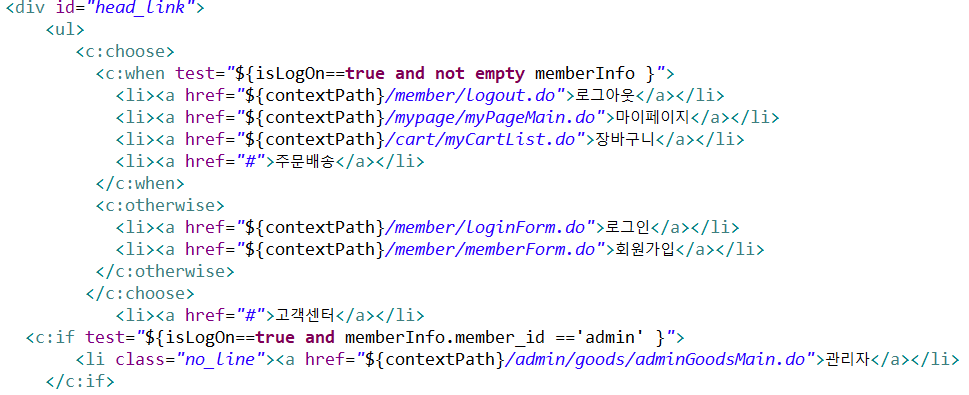 <div id="head_link">
<ul>
<c:choose>
<c:when test="${isLogOn==true and not empty memberInfo }">
<li><a href="${contextPath}/member/logout.do">로그아웃</a></li>
<li><a href="${contextPath}/mypage/myPageMain.do">마이페이지</a></li>
<li><a href="${contextPath}/cart/myCartList.do">장바구니</a></li>
<li><a href="#">주문배송</a></li>
</c:when>
<c:otherwise>
<li><a href="${contextPath}/member/loginForm.do">로그인</a></li>
<li><a href="${contextPath}/member/memberForm.do">회원가입</a></li>
</c:otherwise>
</c:choose>
<li><a href="#">고객센터</a></li>
<c:if test="${isLogOn==true and memberInfo.member_id =='admin' }">
<li class="no_line"><a href="${contextPath}/admin/goods/adminGoodsMain.do">관리자</a></li>
</c:if>